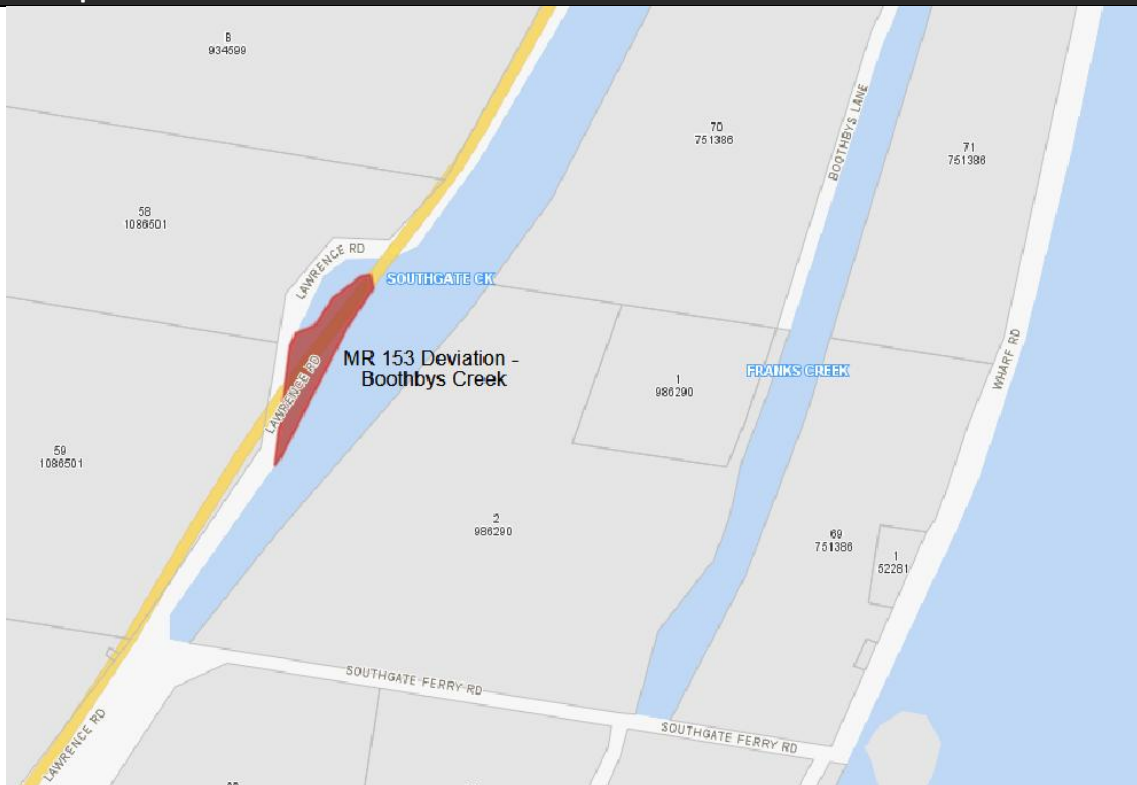 B
934599
70
751386
BOOTHBYS LANE
71
751386
58
1086501
LAWRENCE RD
SOUTHGATE CK
MR 153 Deviation -
Boothbys Creek
LAWRENCE RD
1
986290
FRANKS CREEK
WHARF RD
59
1086501
2
986290
69
751386
1
52281
SOUTHGATE FERRY RD
SOUTHGATE FERRY RD
LAWRENCE RD